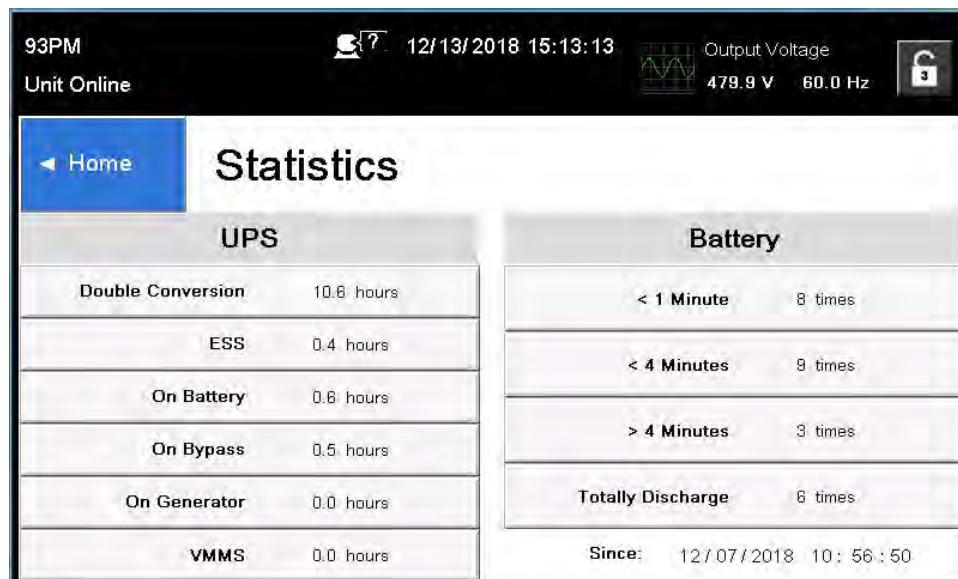 93PM
Unit Online
? 12/13/2018 15:13:13
Output Voltage
479.9 V 60.0 Hz
3
◄ Home
Statistics
UPS
Double Conversion 10.6 hours
ESS 0.4 hours
On Battery 0.6 hours
On Bypass 0.5 hours
On Generator 0.0 hours
VMMS 0.0 hours
Battery
< 1 Minute 8 times
< 4 Minutes 9 times
> 4 Minutes 3 times
Totally Discharge 6 times
Since: 12/07/2018 10:56:50